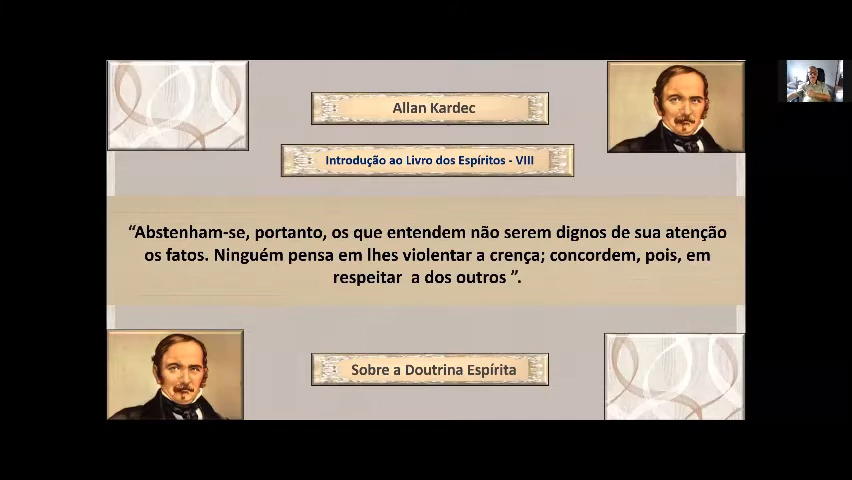 Allan Kardec
Introdução ao Livro dos Espíritos - VIII
“Abstenham-se, portanto, os que entendem não serem dignos de sua atenção
os fatos. Ninguém pensa em lhes violentar a crença; concordem, pois, em
respeitar  a dos outros ”.
Sobre a Doutrina Espírita